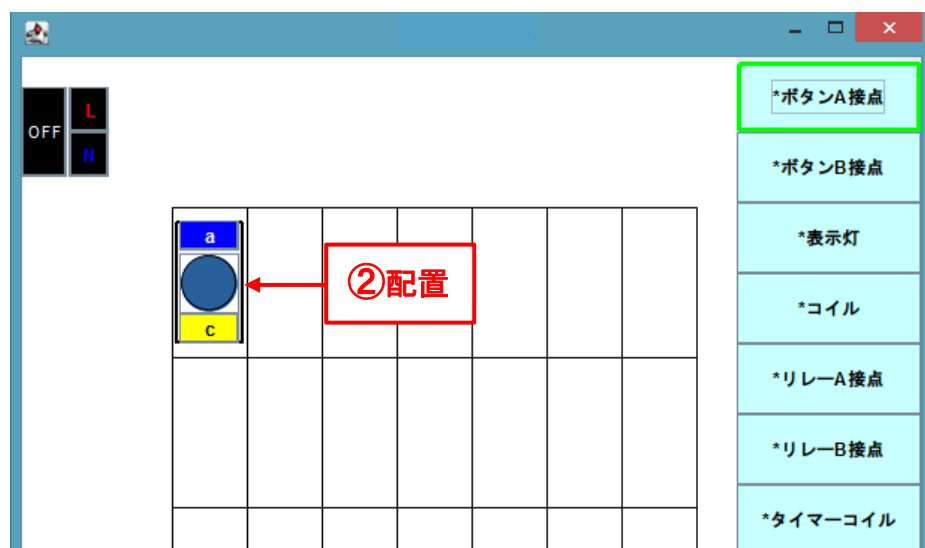 OFF
L
N
a
c
②配置
*ボタンA接点
*ボタンB接点
*表示灯
*コイル
*リレーA接点
*リレーB接点
*タイマーコイル